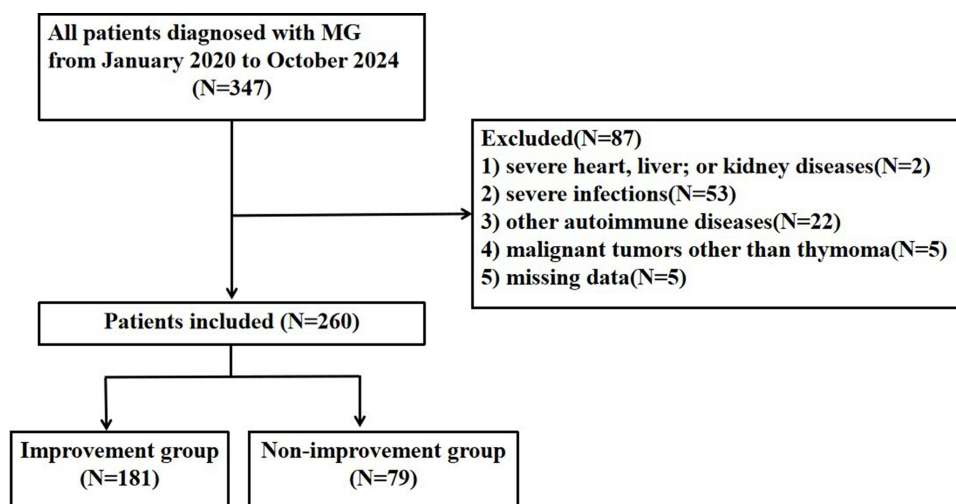 All patients diagnosed with MG
from January 2020 to October 2024
(N=347)
Excluded(N=87)
1) severe heart, liver; or kidney diseases(N=2)
2) severe infections(N=53)
3) other autoimmune diseases(N=22)
4) malignant tumors other than thymoma(N=5)
5) missing data(N=5)
Patients included (N=260)
Improvement group
(N=181)
Non-improvement group
(N=79)